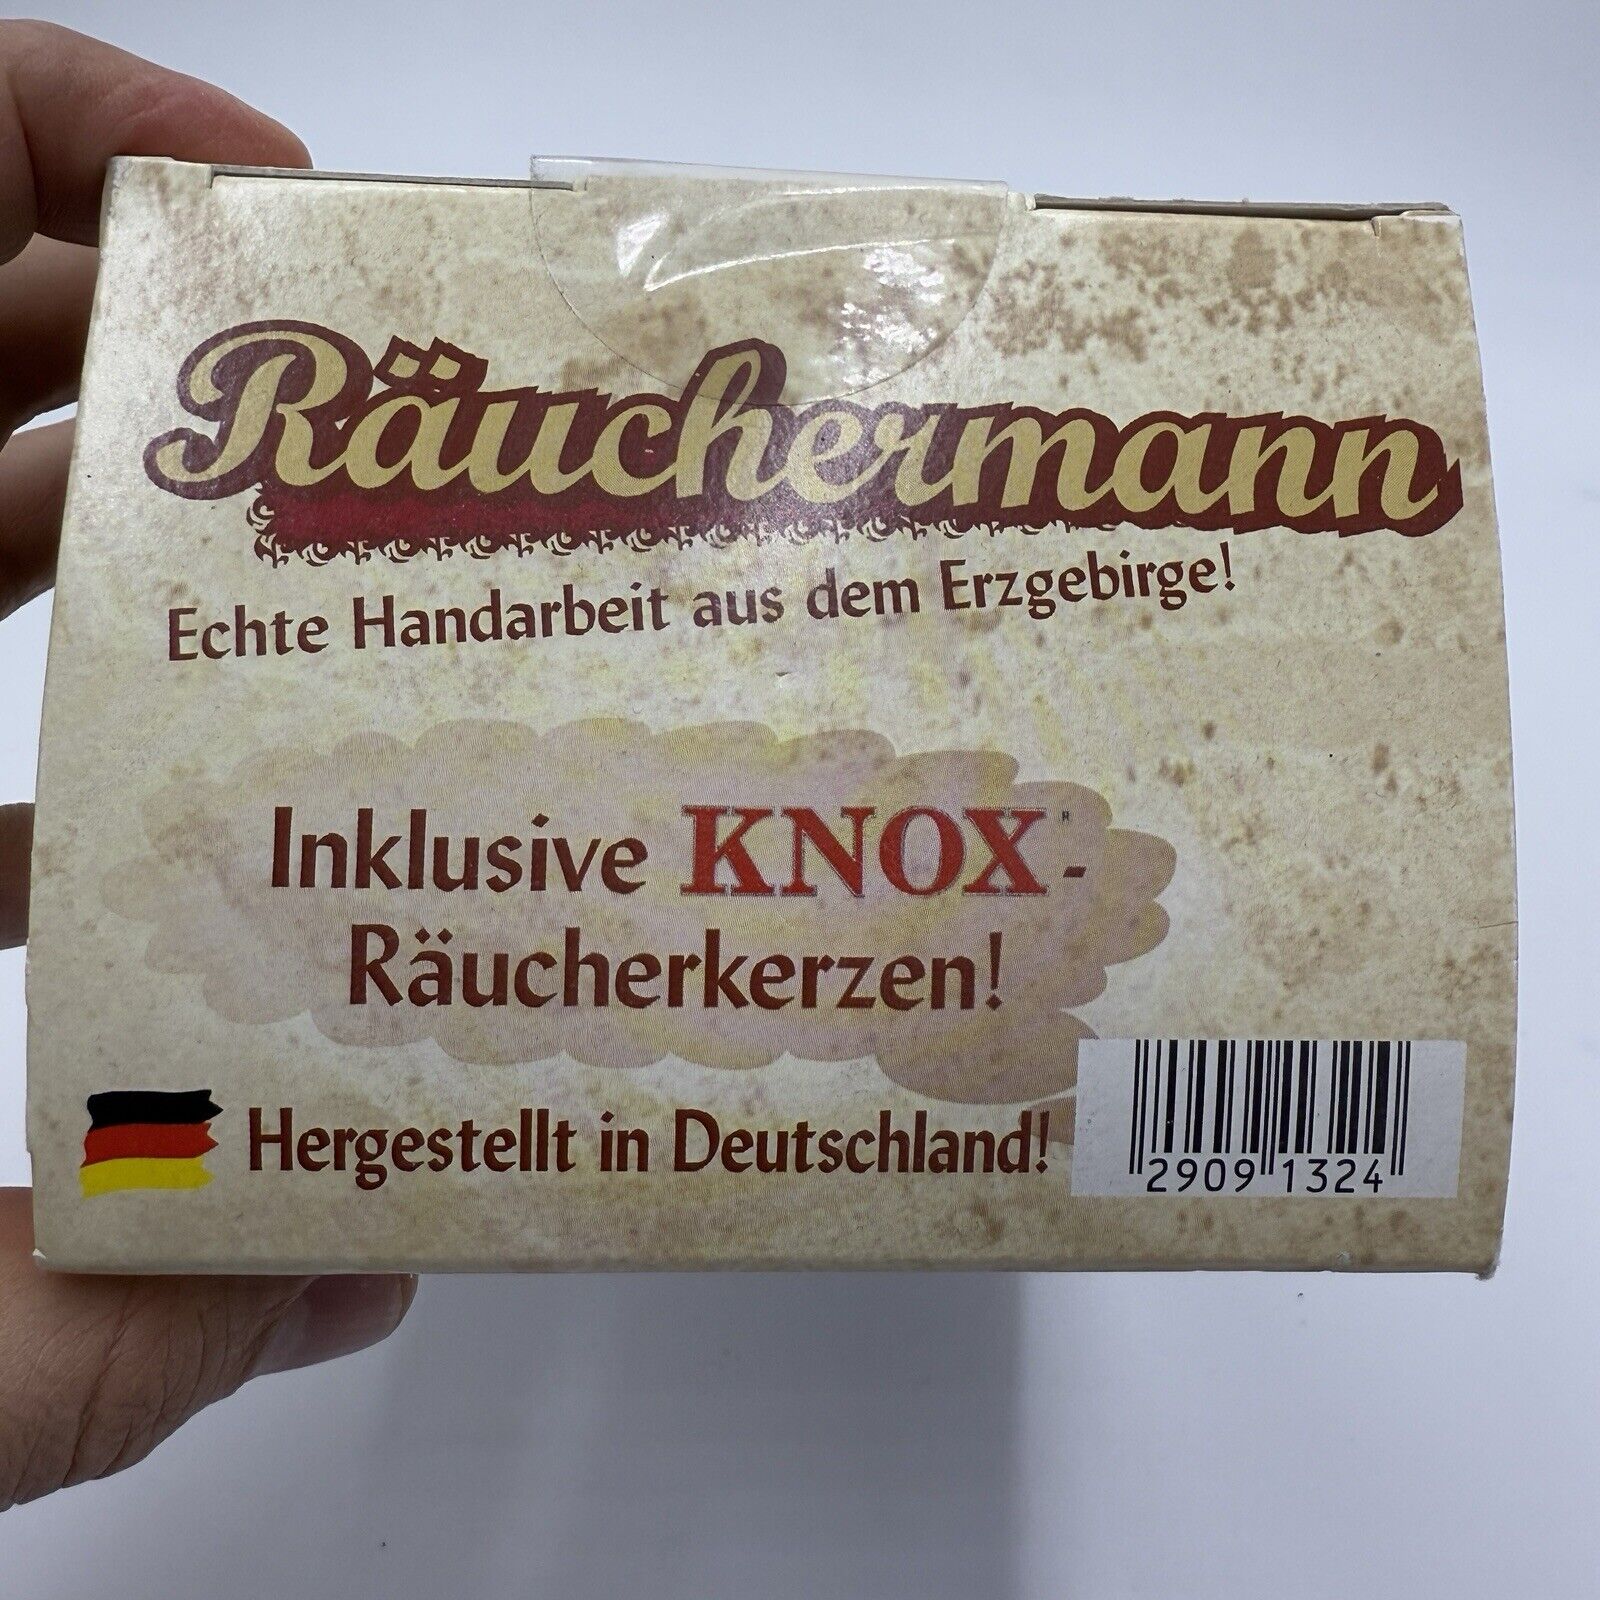 Räuchermann
Echte Handarbeit aus dem Erzgebirge!
Inklusive KNOX®-
Räucherkerzen!
Hergestellt in Deutschland!
2909 1324